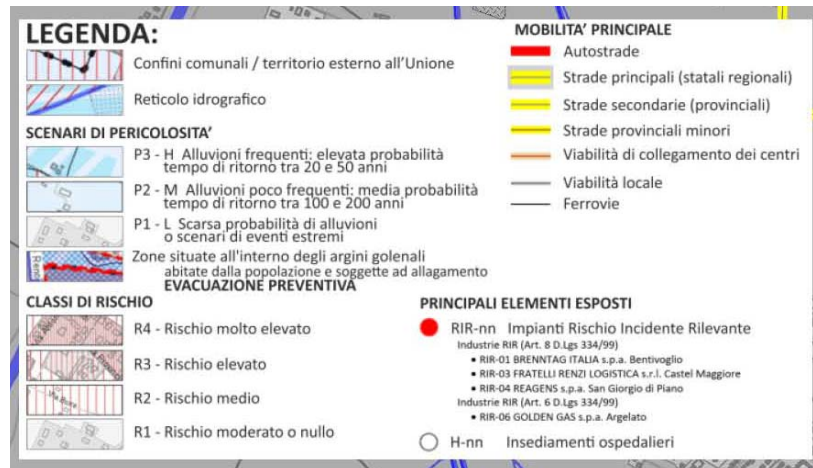 LEGENDA:
Confini comunali / territorio esterno all'Unione
Reticolo idrografico
SCENARI DI PERICOLOSITA'
P3 - H Alluvioni frequenti: elevata probabilità
tempo di ritorno tra 20 e 50 anni
P2 - M Alluvioni poco frequenti: media probabilità
tempo di ritorno tra 100 e 200 anni
P1 - L Scarsa probabilità di alluvioni
o scenari di eventi estremi
Zone situate all'interno degli argini golenali
abitate dalla popolazione e soggette ad allagamento
EVACUAZIONE PREVENTIVA
CLASSI DI RISCHIO
R4 - Rischio molto elevato
R3 - Rischio elevato
R2 - Rischio medio
R1 - Rischio moderato o nullo
MOBILITA' PRINCIPALE
Autostrade
Strade principali (statali regionali)
Strade secondarie (provinciali)
Strade provinciali minori
Viabilità di collegamento dei centri
Viabilità locale
Ferrovie
PRINCIPALI ELEMENTI ESPOSTI
RIR-nn Impianti Rischio Incidente Rilevante
Industrie RIR (Art. 8 D.Lgs 334/99)
• RIR-01 BRENNTAG ITALIA s.p.a. Bentivoglio
• RIR-03 FRATELLI RENZI LOGISTICA s.r.l. Castel Maggiore
• RIR-04 REAGENS s.p.a. San Giorgio di Piano
Industrie RIR (Art. 6 D.Lgs 334/99)
• RIR-06 GOLDEN GAS s.p.a. Argelato
H-nn Insediamenti ospedalieri